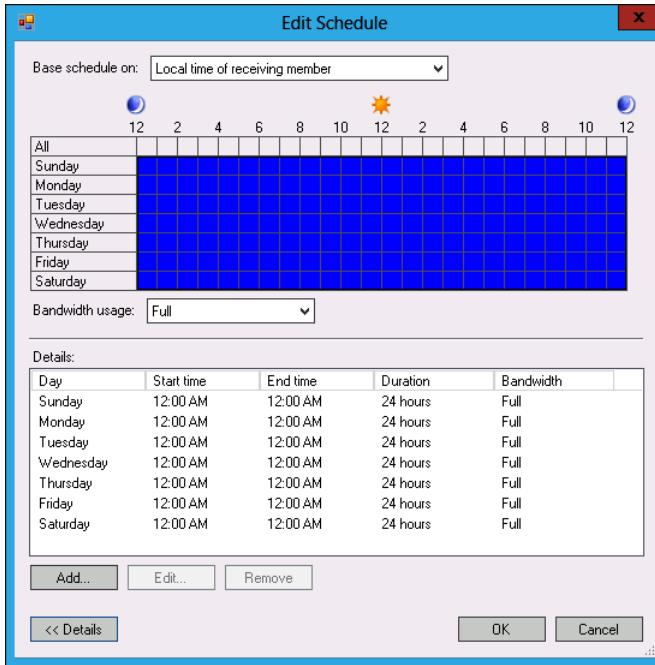 Edit Schedule
x
Base schedule on: Local time of receiving member
12 2 4 6 8 10 12 2 4 6 8 10 12
All
Sunday
Monday
Tuesday
Wednesday
Thursday
Friday
Saturday
Bandwidth usage: Full
Details:
Day Start time End time Duration Bandwidth
Sunday 12:00 AM 12:00 AM 24 hours Full
Monday 12:00 AM 12:00 AM 24 hours Full
Tuesday 12:00 AM 12:00 AM 24 hours Full
Wednesday 12:00 AM 12:00 AM 24 hours Full
Thursday 12:00 AM 12:00 AM 24 hours Full
Friday 12:00 AM 12:00 AM 24 hours Full
Saturday 12:00 AM 12:00 AM 24 hours Full
Add... Edit... Remove
<< Details OK Cancel